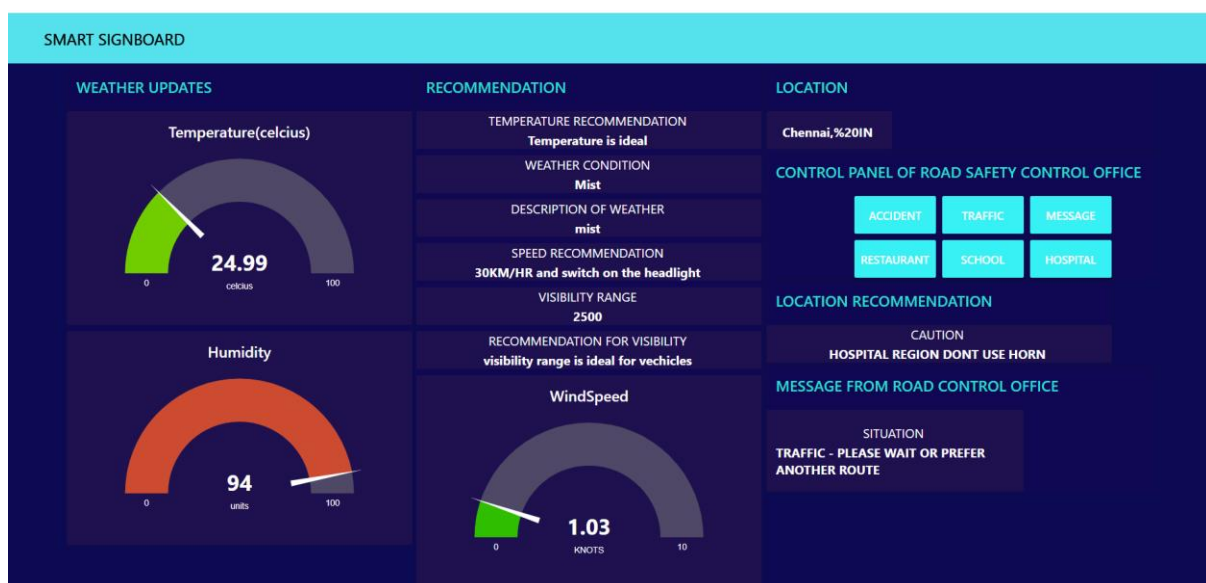 SMART SIGNBOARD
WEATHER UPDATES
Temperature(celcius)
24.99
celcius
0
100
Humidity
94
units
0
100
RECOMMENDATION
TEMPERATURE RECOMMENDATION
Temperature is ideal
WEATHER CONDITION
Mist
DESCRIPTION OF WEATHER
mist
SPEED RECOMMENDATION
30KM/HR and switch on the headlight
VISIBILITY RANGE
2500
RECOMMENDATION FOR VISIBILITY
visibility range is ideal for vechicles
WindSpeed
1.03
KNOTS
0
10
LOCATION
Chennai,%20IN
CONTROL PANEL OF ROAD SAFETY CONTROL OFFICE
ACCIDENT TRAFFIC MESSAGE
RESTAURANT SCHOOL HOSPITAL
LOCATION RECOMMENDATION
CAUTION
HOSPITAL REGION DONT USE HORN
MESSAGE FROM ROAD CONTROL OFFICE
SITUATION
TRAFFIC - PLEASE WAIT OR PREFER
ANOTHER ROUTE